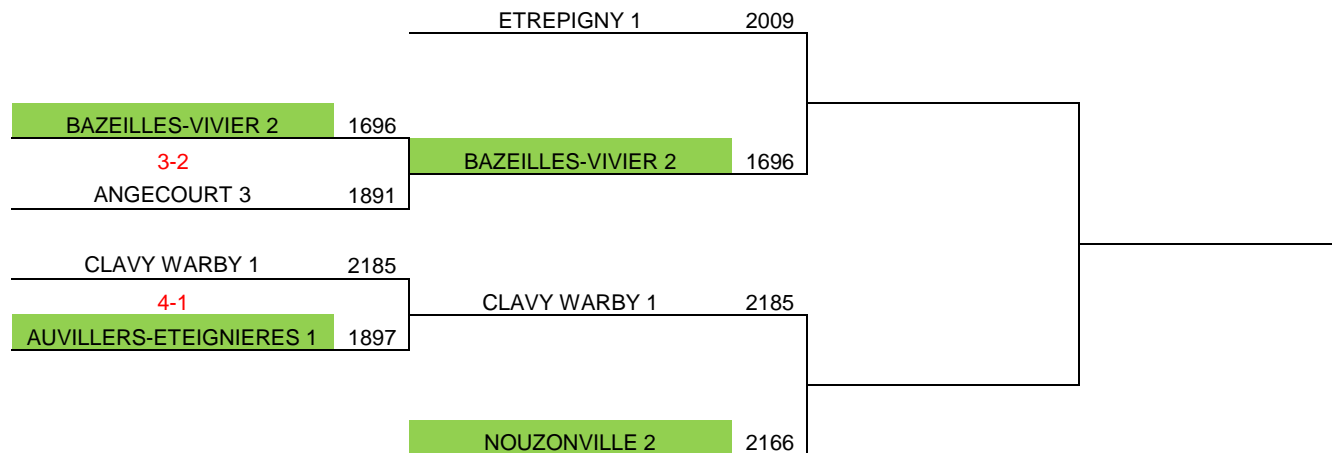 ETREPIGNY 1 2009
BAZEILLES-VIVIER 2 1696
3-2
BAZEILLES-VIVIER 2 1696
ANGECOURT 3 1891
CLAVY WARBY 1 2185
4-1
CLAVY WARBY 1 2185
AUVILLERS-ETEIGNIERES 1 1897
NOUZONVILLE 2 2166